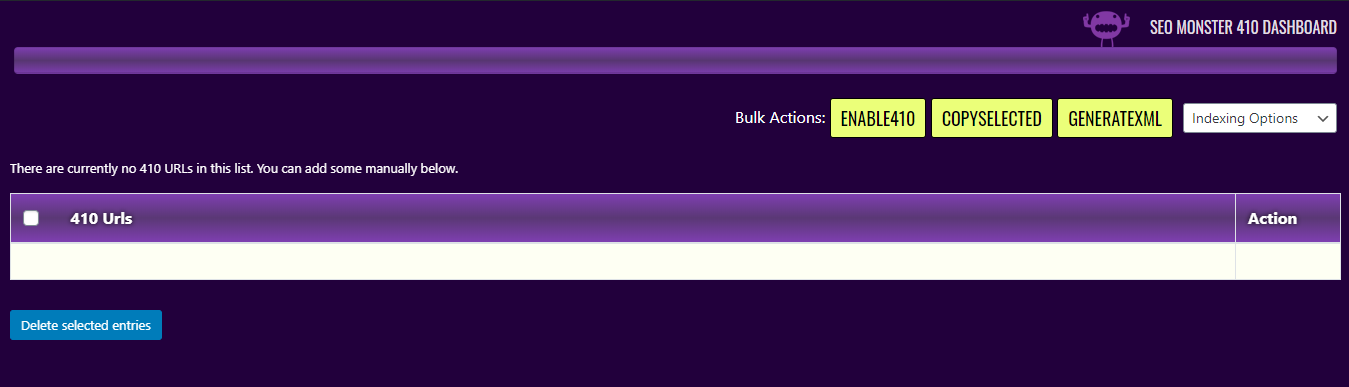 SEO MONSTER 410 DASHBOARD
Bulk Actions: ENABLE410 COPYSELECTED GENERATEXML Indexing Options
There are currently no 410 URLs in this list. You can add some manually below.
410 Urls Action
Delete selected entries